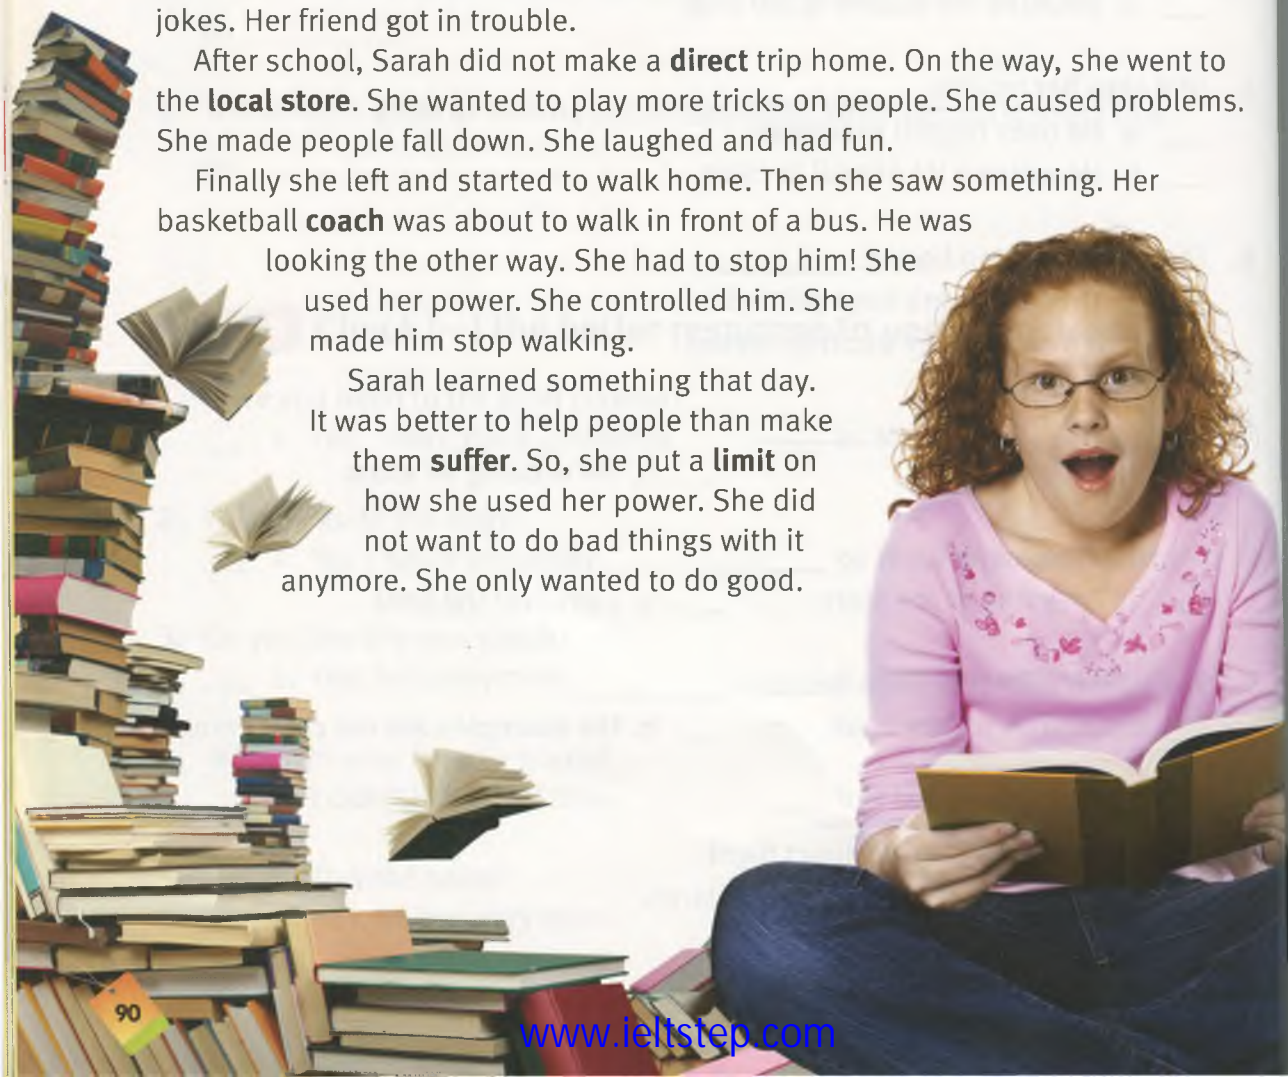 jokes. Her friend got in trouble.
After school, Sarah did not make a direct trip home. On the way, she went to
the local store. She wanted to play more tricks on people. She caused problems.
She made people fall down. She laughed and had fun.
Finally she left and started to walk home. Then she saw something. Her
basketball coach was about to walk in front of a bus. He was
looking the other way. She had to stop him! She
used her power. She controlled him. She
made him stop walking.
Sarah learned something that day.
It was better to help people than make
them suffer. So, she put a limit on
how she used her power. She did
not want to do bad things with it
anymore. She only wanted to do good.
90
www.ieltstep.com